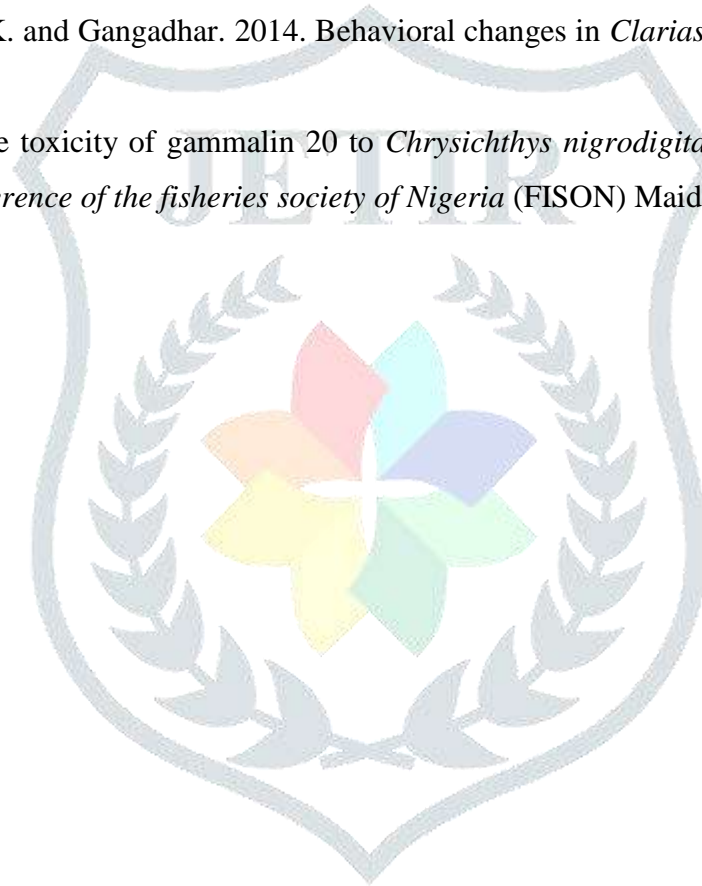 K. and Gangadhar. 2014. Behavioral changes in Clarias
e toxicity of gammalin 20 to Chrysichthys nigrodigita
erence of the fisheries society of Nigeria (FISON) Maid
JETIR